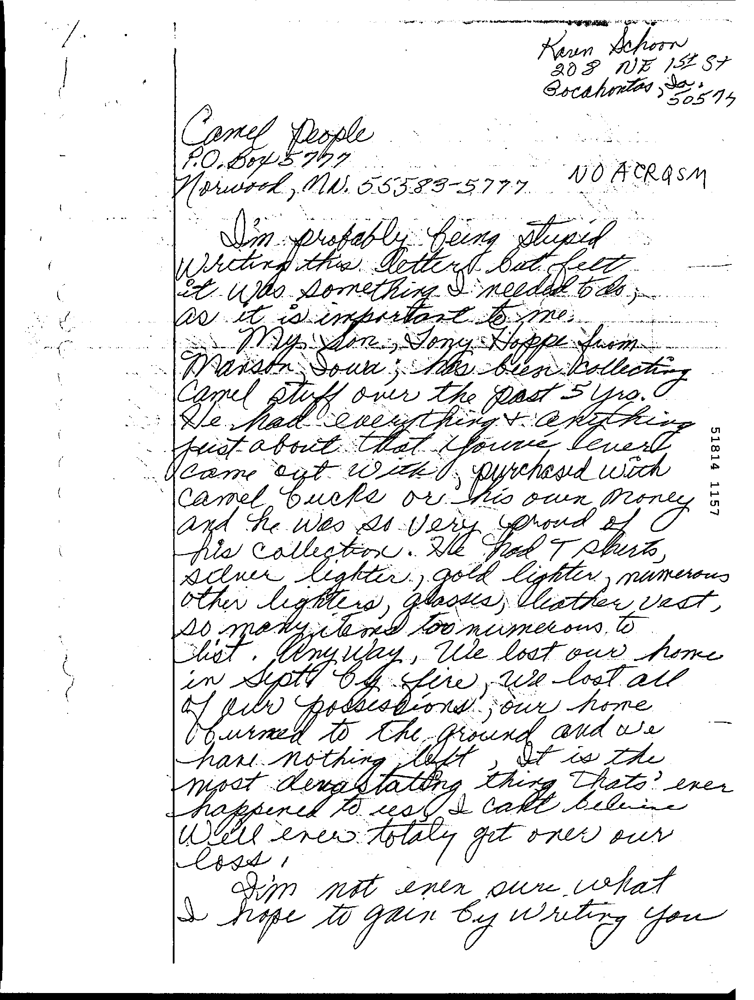 1.
Karen Schoon
208 NE 1st St
Pocahontas, Ia.
50574
Camel People
P.O. Box 5777
Norwood, MN. 55583-5777
NO ACRQSM
I'm probably being stupid
writing this letter but felt
it was something I needed to do,
as it is important to me.
My son, Tony Hoppe from
Manson, Iowa, has been collecting
Camel stuff over the past 5 yrs.
He had everything & anything
just about that youve ever
came out with, purchased with
Camel bucks or his own money
and he was so very proud of
his collection. He had T shirts,
silver lighter, gold lighter, numerous
other lighters, glasses, leather vest,
so many items too numerous to
list. Anyway, We lost our home
in Sept by fire, we lost all
of our possessions, our home
burned to the ground and we
have nothing left, It is the
most devastating thing thats' ever
happened to us, I can't believe
We'll ever totaly get over our
loss.
I'm not even sure what
I hope to gain by writing you
51814 1157